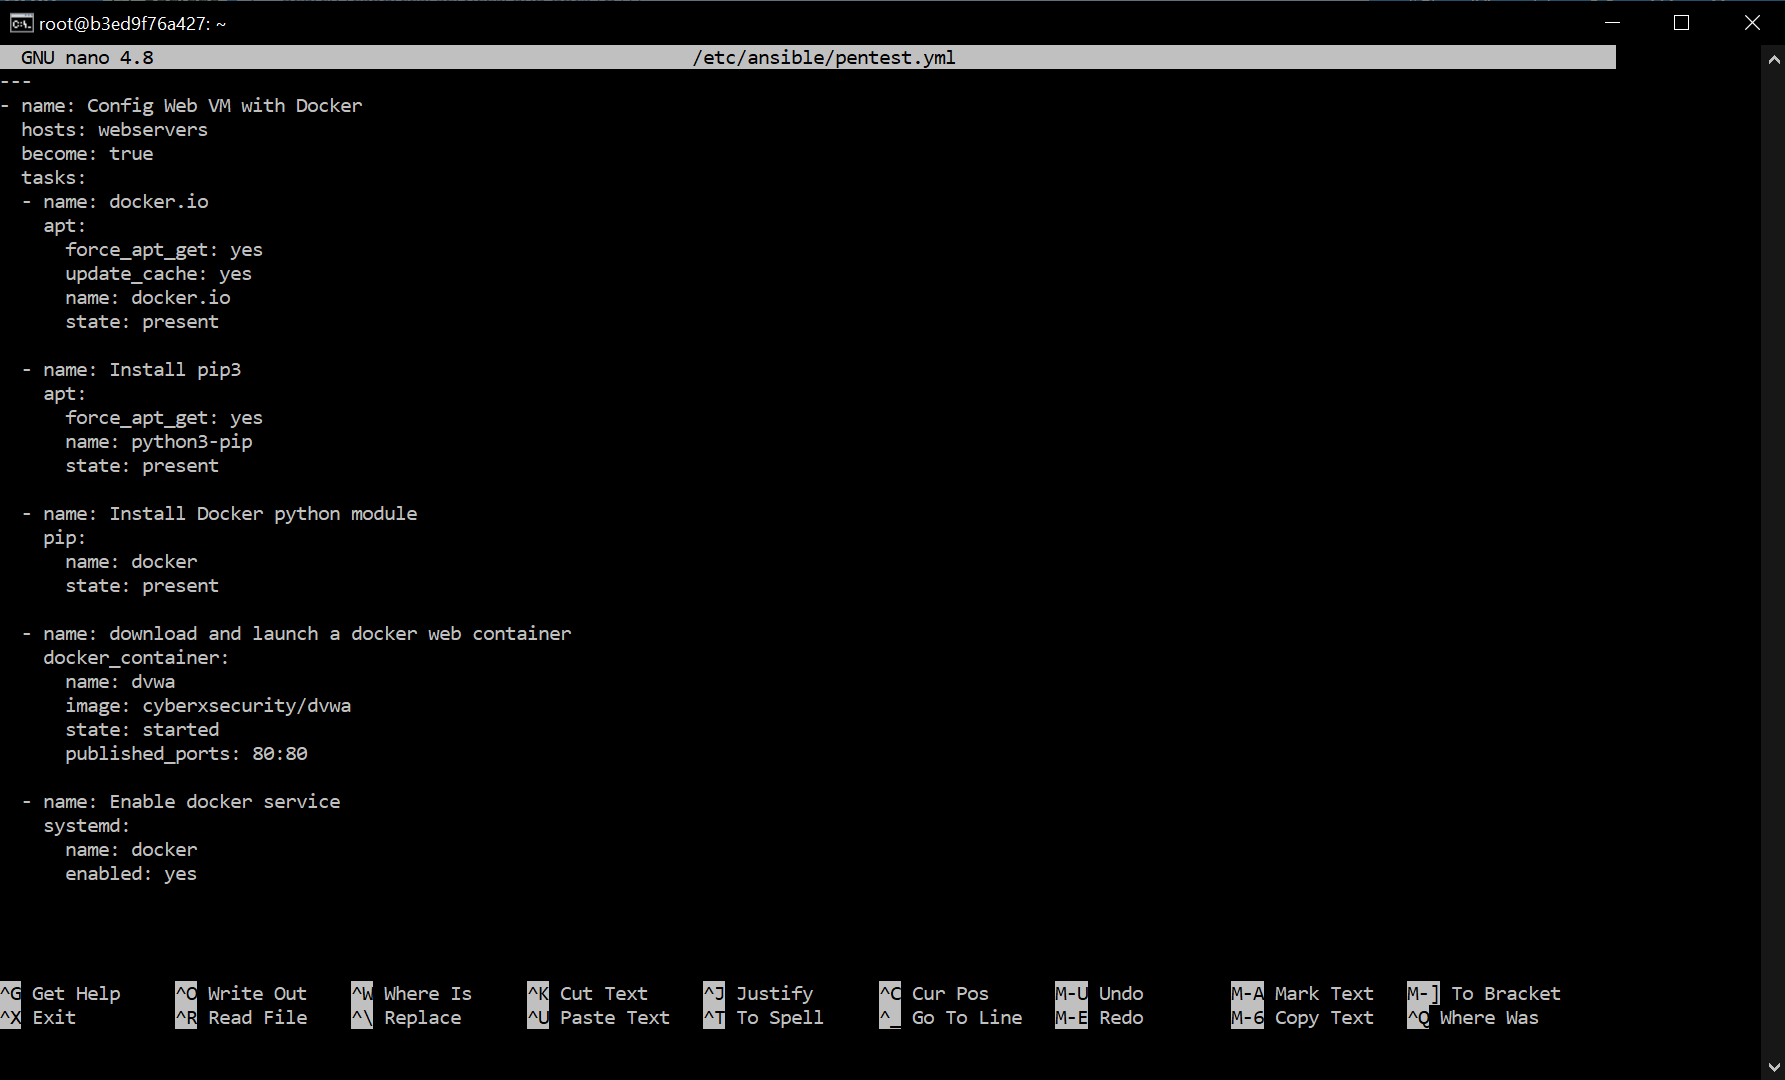 root@b3ed9f76a427: ~
GNU nano 4.8 /etc/ansible/pentest.yml
---
- name: Config Web VM with Docker
  hosts: webservers
  become: true
  tasks:
  - name: docker.io
    apt:
      force_apt_get: yes
      update_cache: yes
      name: docker.io
      state: present

  - name: Install pip3
    apt:
      force_apt_get: yes
      name: python3-pip
      state: present

  - name: Install Docker python module
    pip:
      name: docker
      state: present

  - name: download and launch a docker web container
    docker_container:
      name: dvwa
      image: cyberxsecurity/dvwa
      state: started
      published_ports: 80:80

  - name: Enable docker service
    systemd:
      name: docker
      enabled: yes

^G Get Help ^O Write Out ^W Where Is ^K Cut Text ^J Justify ^C Cur Pos M-U Undo M-A Mark Text M-] To Bracket
^X Exit ^R Read File ^\ Replace ^U Paste Text ^T To Spell ^_ Go To Line M-E Redo M-6 Copy Text ^Q Where Was